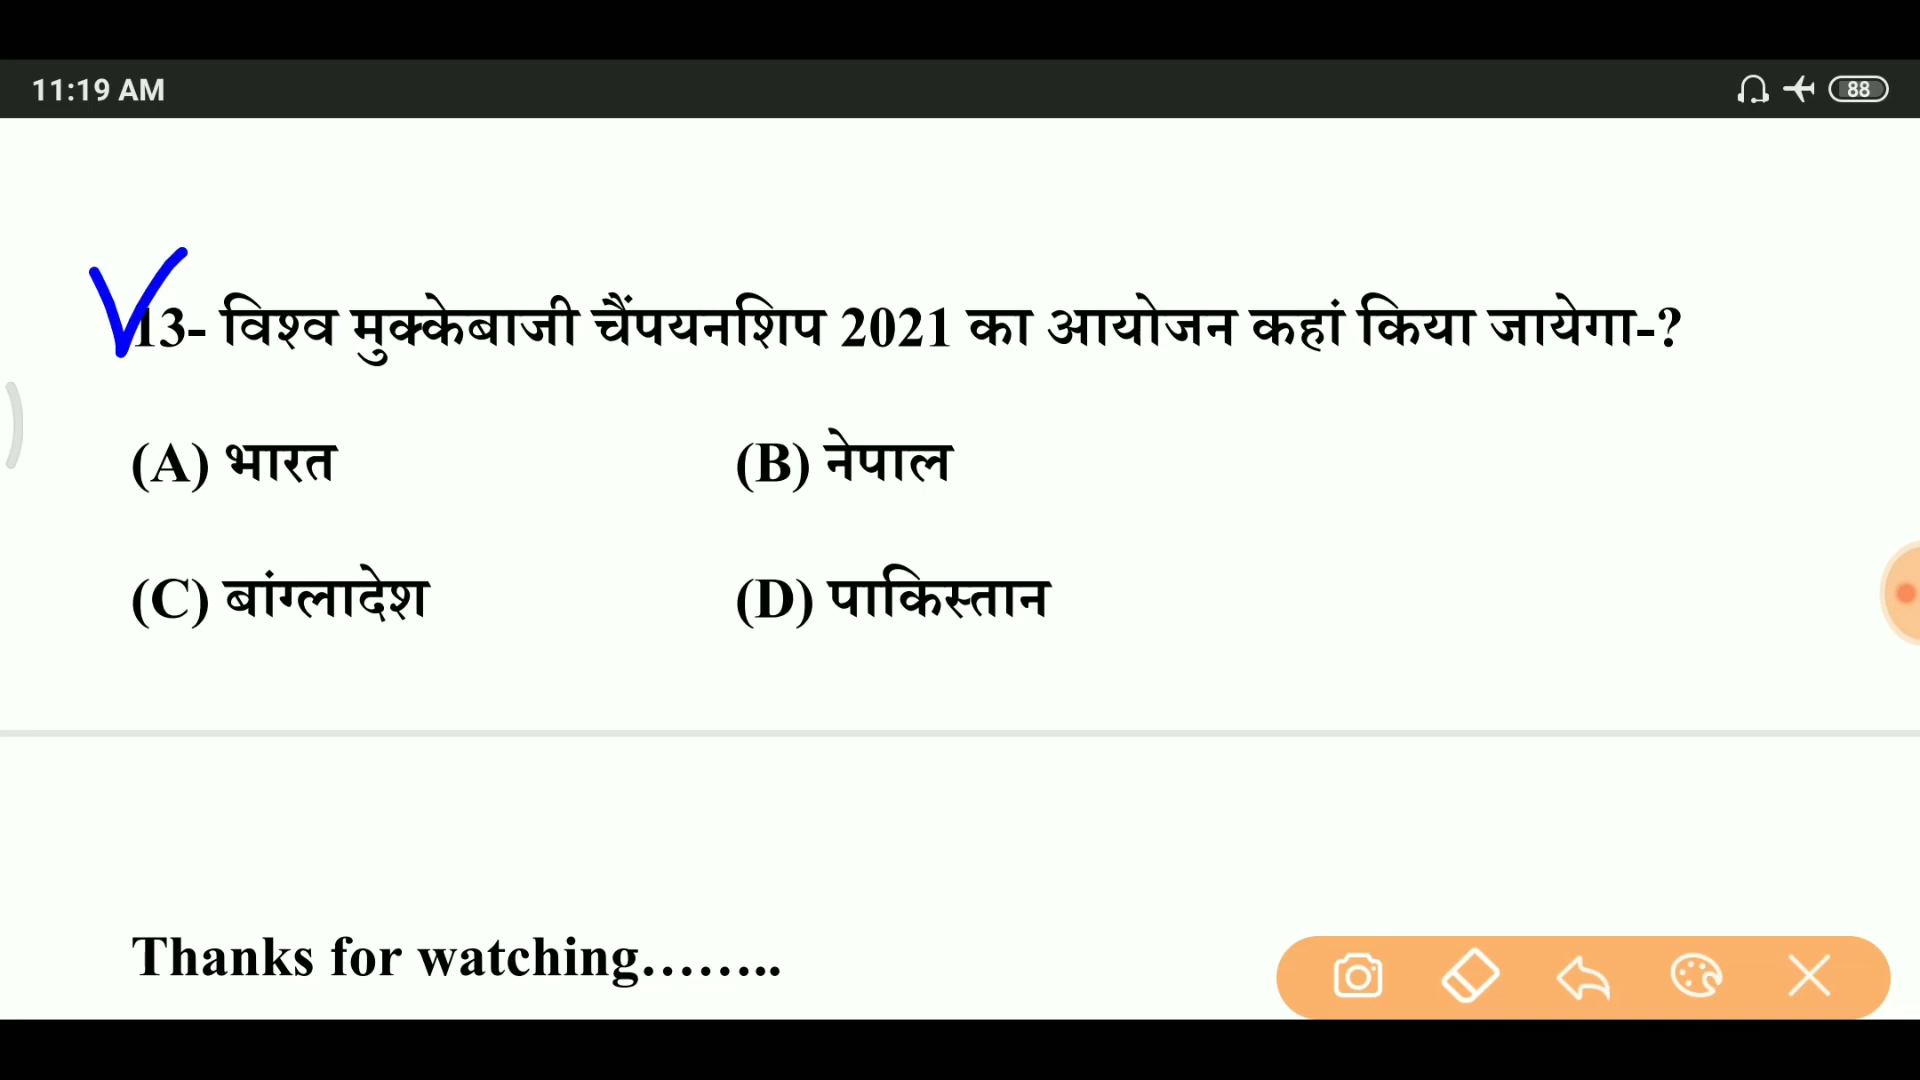 11:19 AM
88
13- विश्व मुक्केबाजी चैंपयनशिप 2021 का आयोजन कहां किया जायेगा-?
(A) भारत (B) नेपाल
(C) बांग्लादेश (D) पाकिस्तान
Thanks for watching........